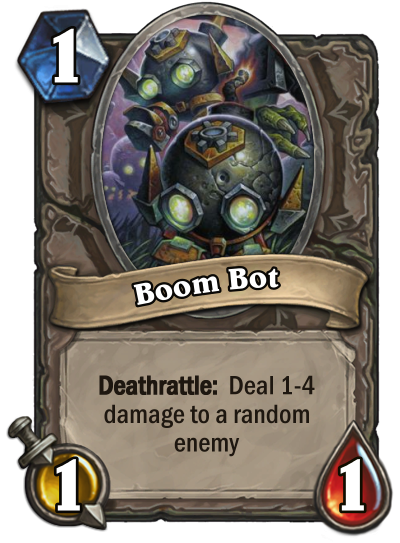 1
Boom Bot
Deathrattle: Deal 1-4
damage to a random
enemy
1
1